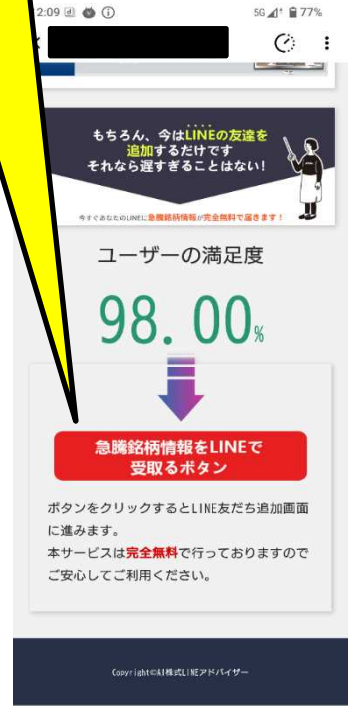 2:09
5G
77%
もちろん、今はLINEの友達を
追加するだけです
それなら遅すぎることはない!
今すぐあなたのLINEに急騰銘柄情報が完全無料で届きます!
ユーザーの満足度
98.00%
急騰銘柄情報をLINEで
受取るボタン
ボタンをクリックするとLINE友だち追加画面
に進みます。
本サービスは完全無料で行っておりますので
ご安心してご利用ください。
Copyright©AI株式LINEアドバイザー